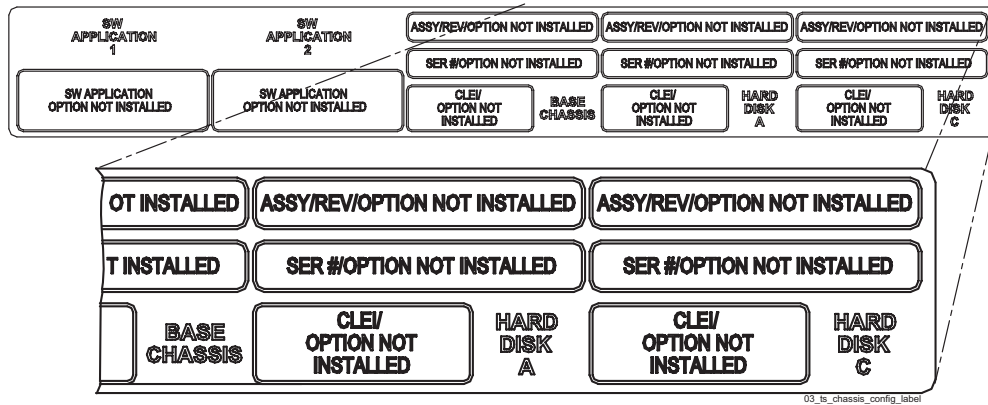 SW
APPLICATION
1
SW
APPLICATION
2
ASSY/REV/OPTION NOT INSTALLED
ASSY/REV/OPTION NOT INSTALLED
ASSY/REV/OPTION NOT INSTALLED
SER #/OPTION NOT INSTALLED
SER #/OPTION NOT INSTALLED
SER #/OPTION NOT INSTALLED
SW APPLICATION
OPTION NOT INSTALLED
SW APPLICATION
OPTION NOT INSTALLED
CLEI/
OPTION NOT
INSTALLED
BASE
CHASSIS
CLEI/
OPTION NOT
INSTALLED
HARD
DISK
A
CLEI/
OPTION NOT
INSTALLED
HARD
DISK
C
OT INSTALLED
ASSY/REV/OPTION NOT INSTALLED
ASSY/REV/OPTION NOT INSTALLED
T INSTALLED
SER #/OPTION NOT INSTALLED
SER #/OPTION NOT INSTALLED
BASE
CHASSIS
CLEI/
OPTION NOT
INSTALLED
HARD
DISK
A
CLEI/
OPTION NOT
INSTALLED
HARD
DISK
C
03_ts_chassis_config_label